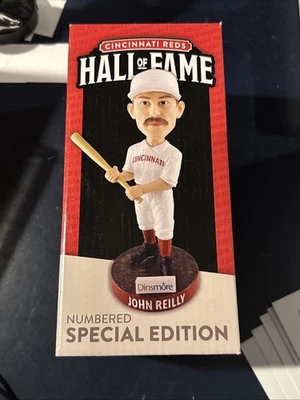 CINCINNATI REDS
HALL OF FAME
CINCINNATI
Dinsmore
JOHN REILLY
NUMBERED
SPECIAL EDITION